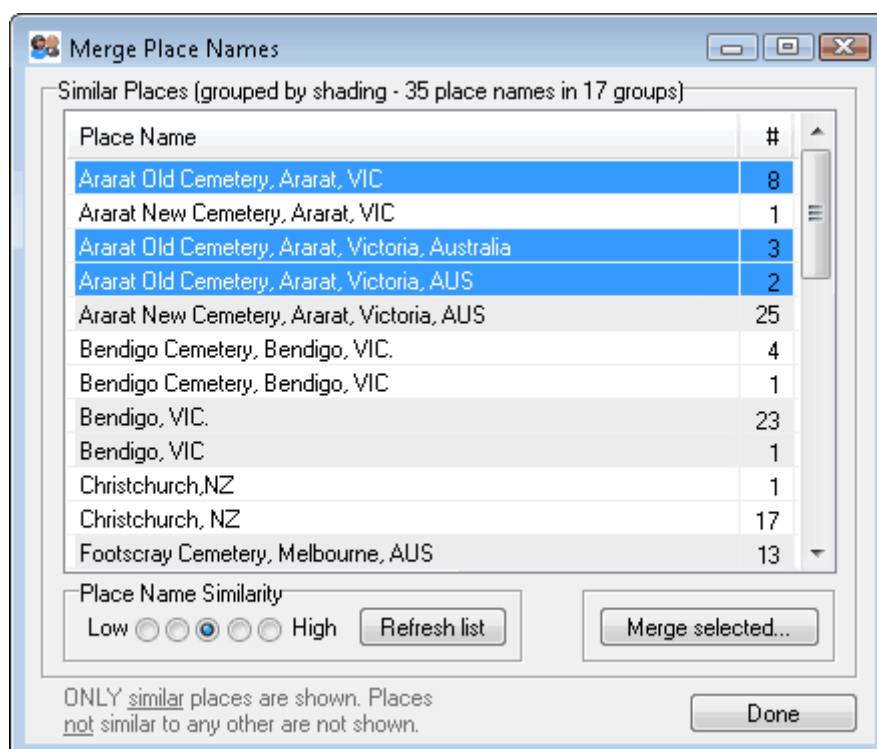 Merge Place Names
Similar Places (grouped by shading - 35 place names in 17 groups)
Place Name #
Ararat Old Cemetery, Ararat, VIC 8
Ararat New Cemetery, Ararat, VIC 1
Ararat Old Cemetery, Ararat, Victoria, Australia 3
Ararat Old Cemetery, Ararat, Victoria, AUS 2
Ararat New Cemetery, Ararat, Victoria, AUS 25
Bendigo Cemetery, Bendigo, VIC. 4
Bendigo Cemetery, Bendigo, VIC 1
Bendigo, VIC. 23
Bendigo, VIC 1
Christchurch,NZ 1
Christchurch, NZ 17
Footscray Cemetery, Melbourne, AUS 13
Place Name Similarity
Low High Refresh list Merge selected...
ONLY similar places are shown. Places
not similar to any other are not shown.
Done